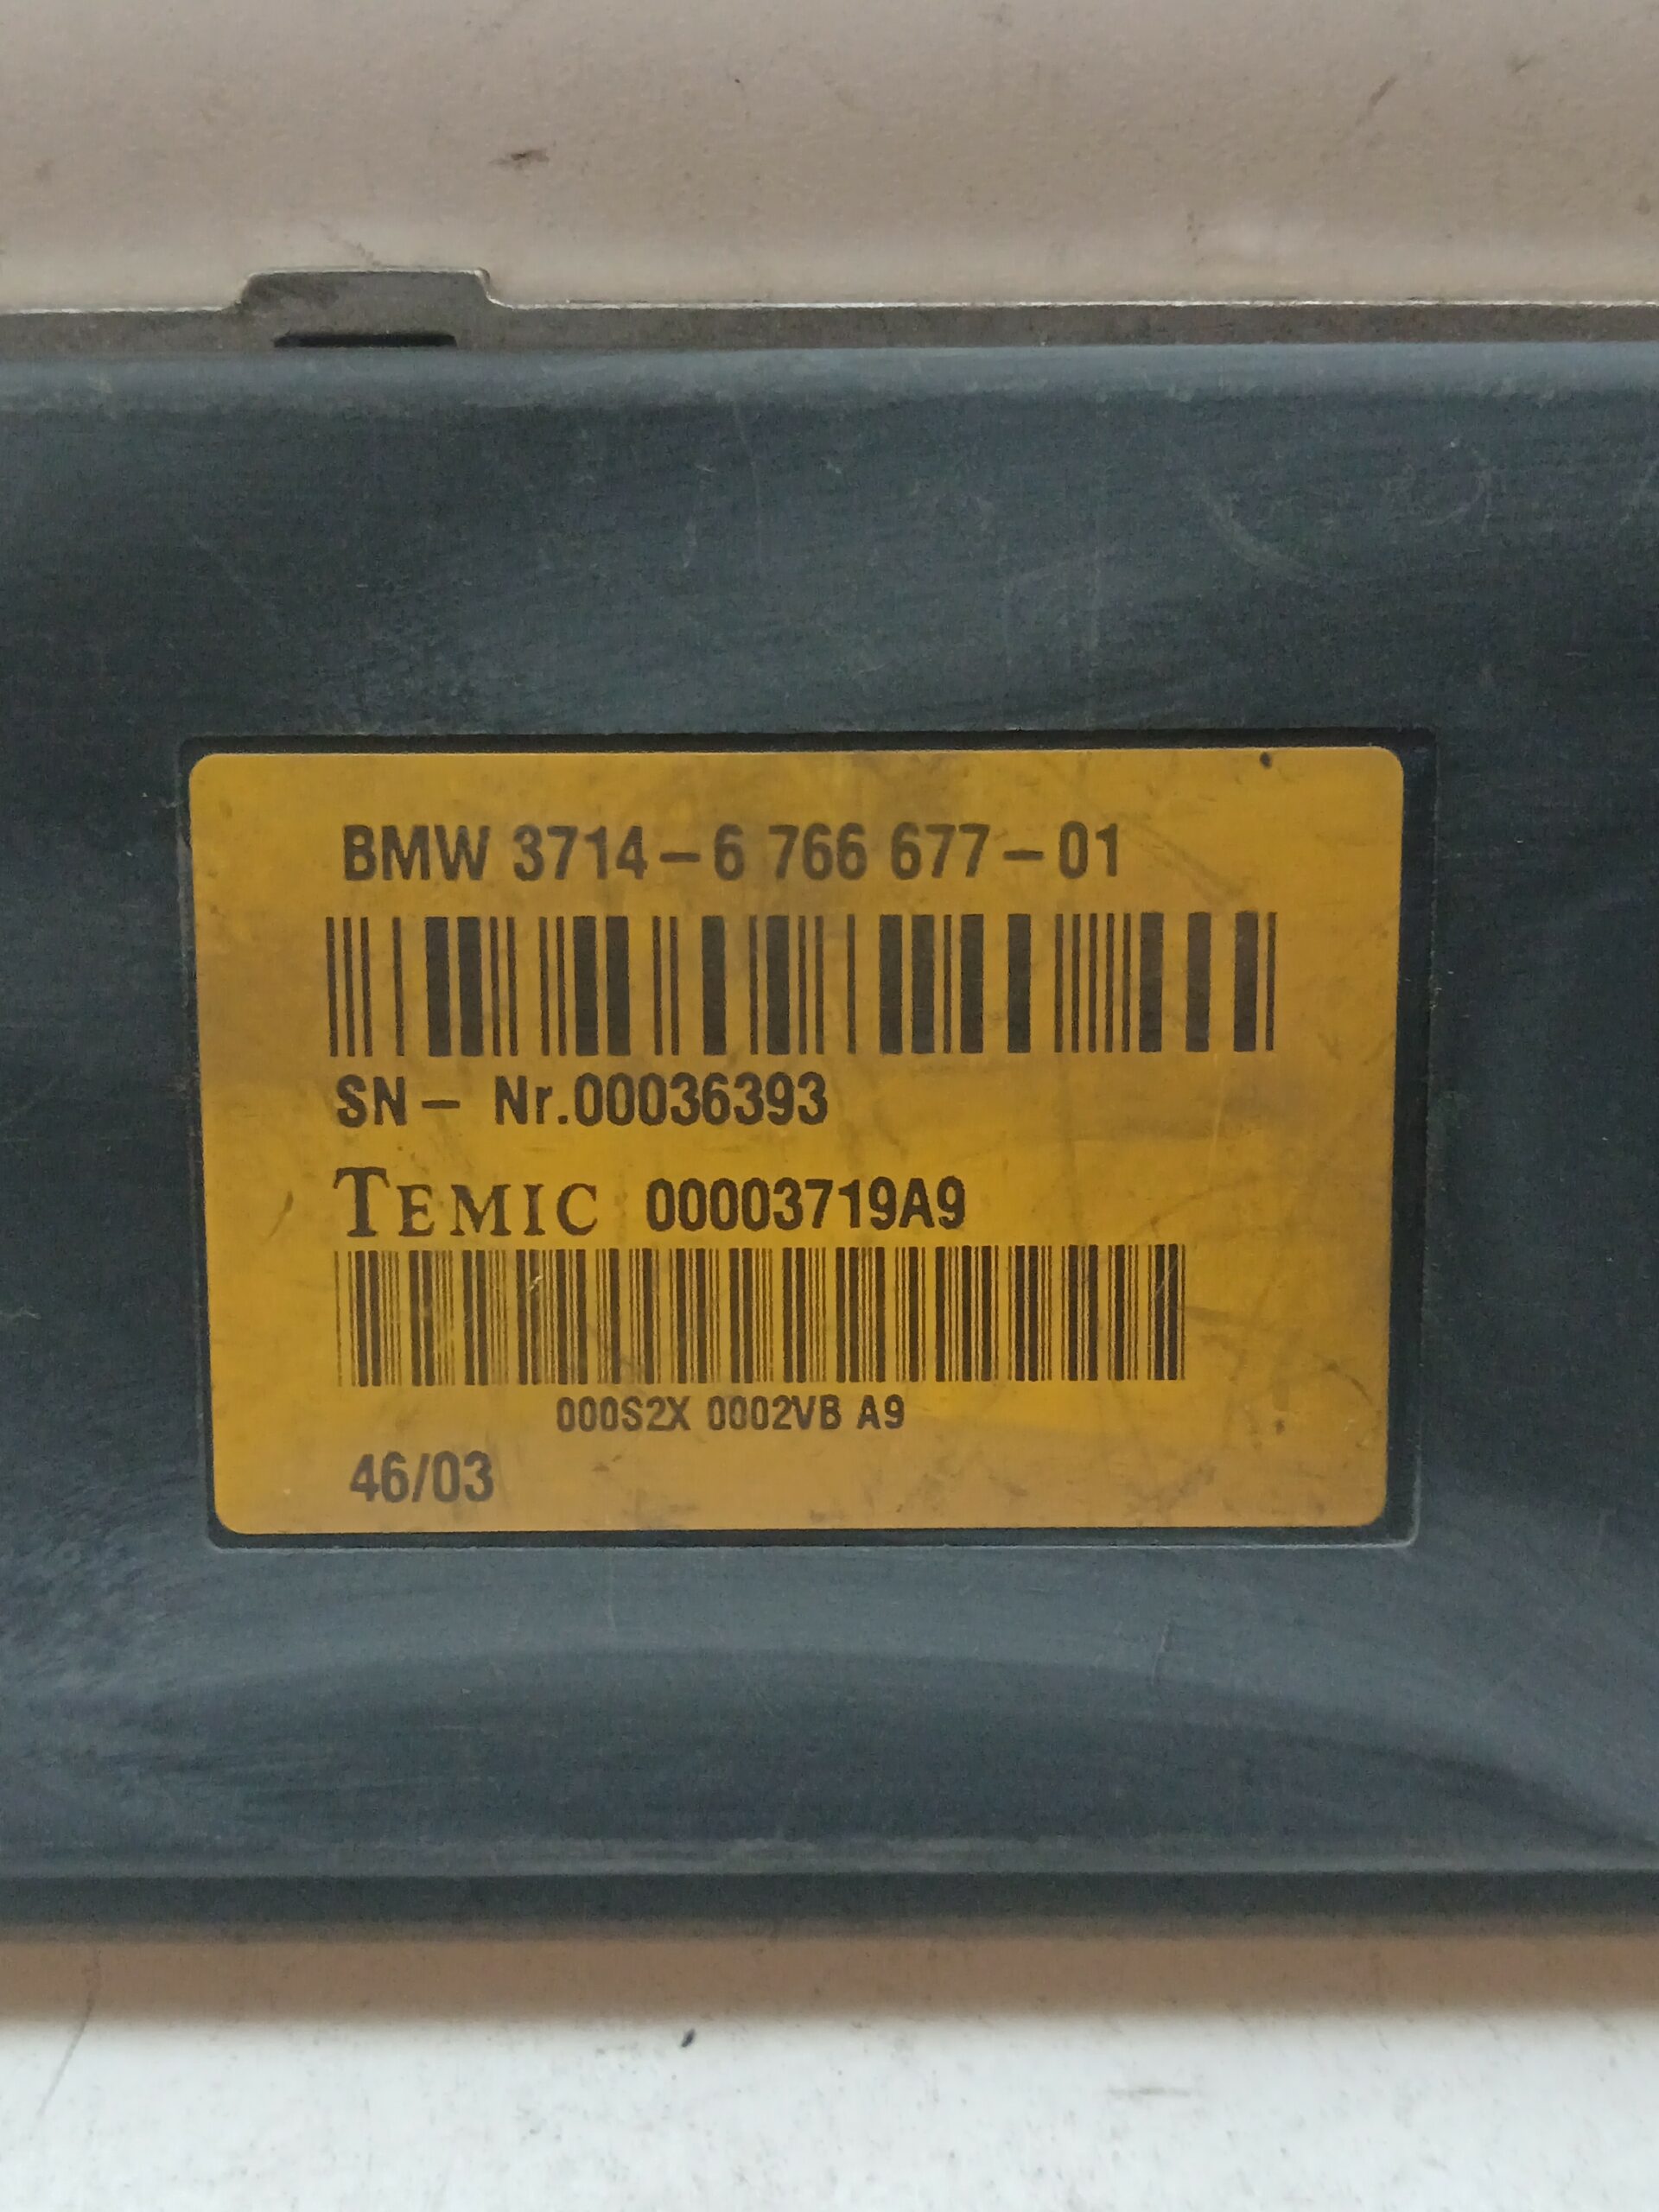 BMW 3714-6 766 677-01
SN- Nr.00036393
TEMIC 00003719A9
000S2X 0002VB A9
46/03